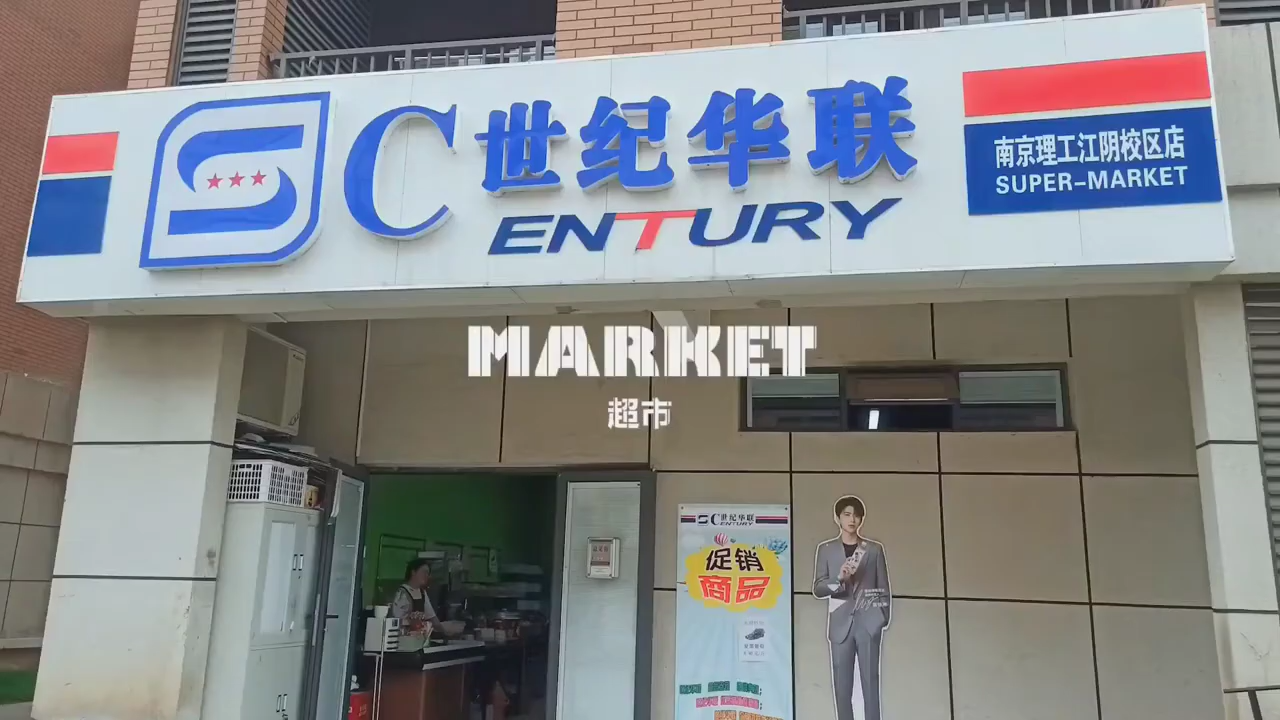 C世纪华联
ENTURY
南京理工江阴校区店
SUPER-MARKET
MARKET
超市
C世纪华联
ENTURY
促销
商品